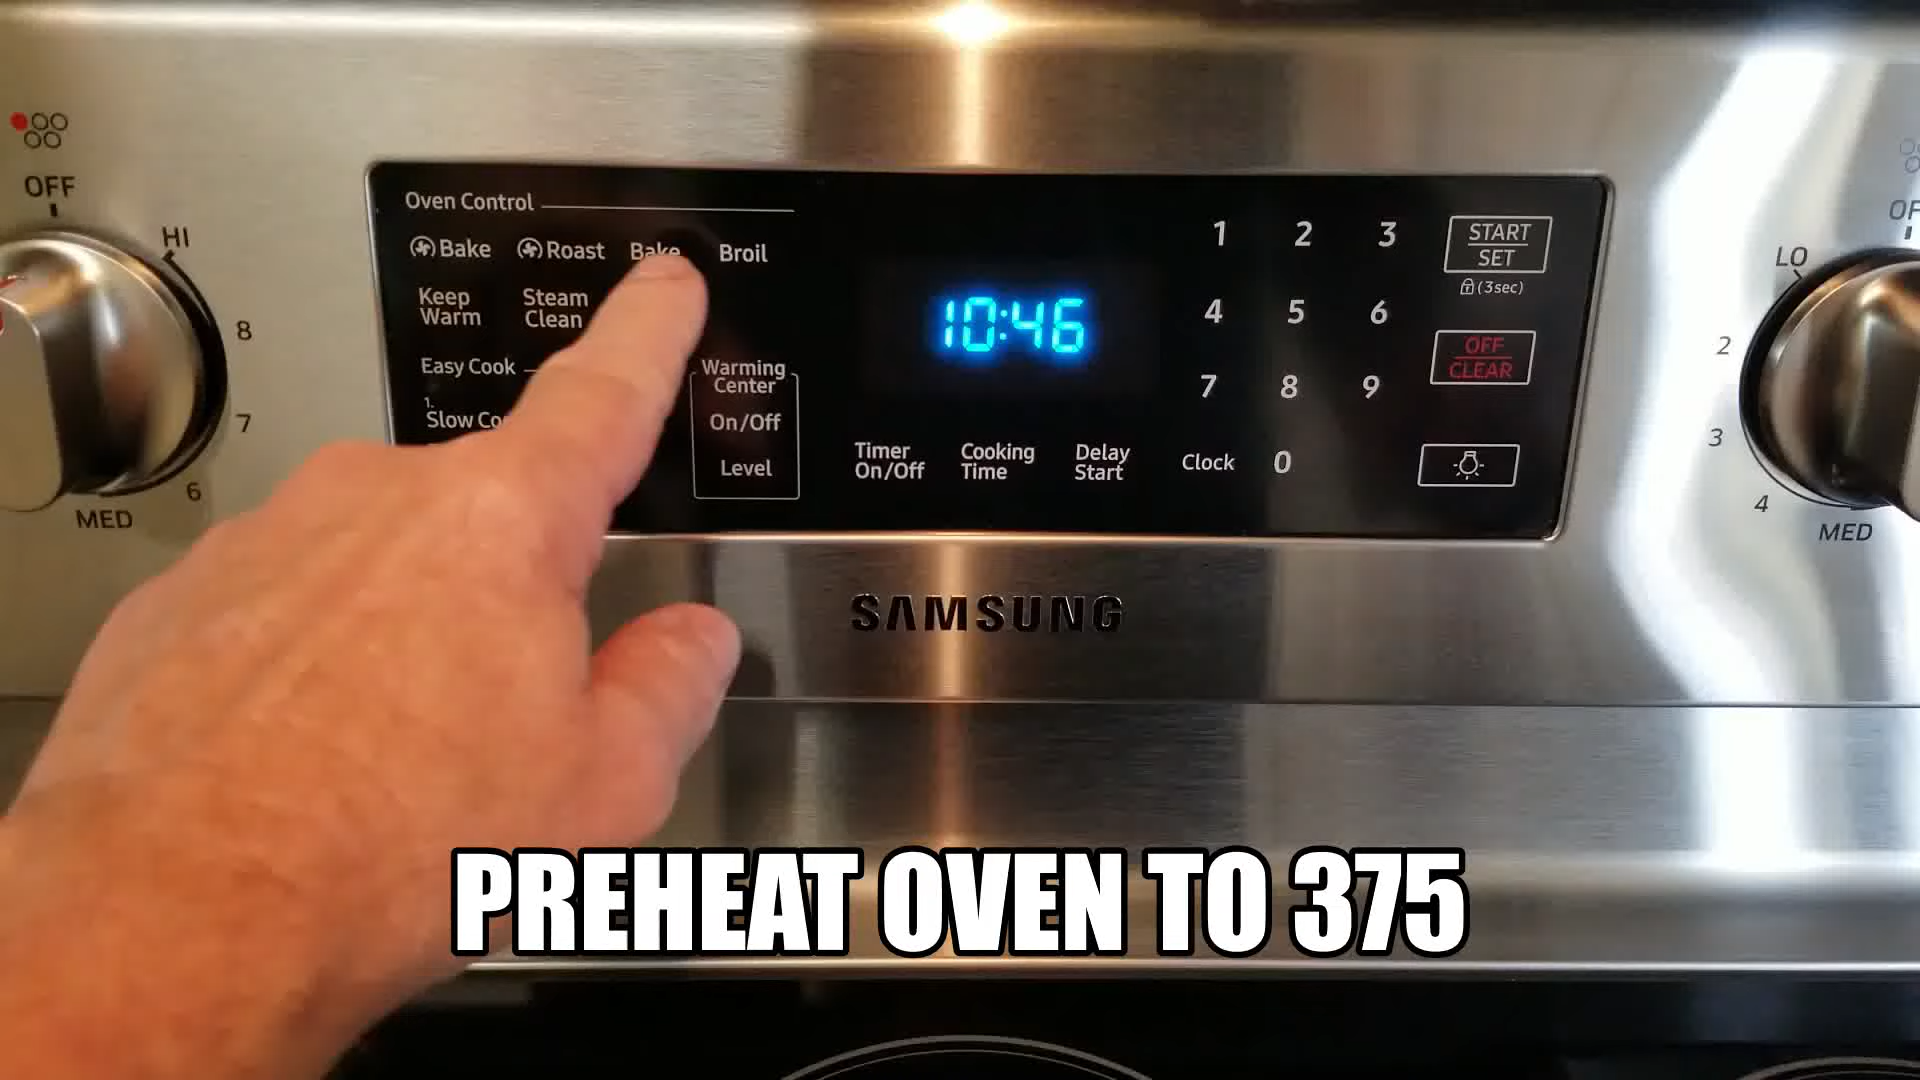 OFF
HI
8
7
6
MED
Oven Control
Bake Roast Bake Broil
Keep Warm
Steam Clean
Easy Cook
1.
Slow
Warming Center
On/Off
Level
10:46
Timer On/Off
Cooking Time
Delay Start
Clock
1 2 3
4 5 6
7 8 9
0
START
SET
(3sec)
OFF
CLEAR
LO
2
3
4
MED
SAMSUNG
PREHEAT OVEN TO 375